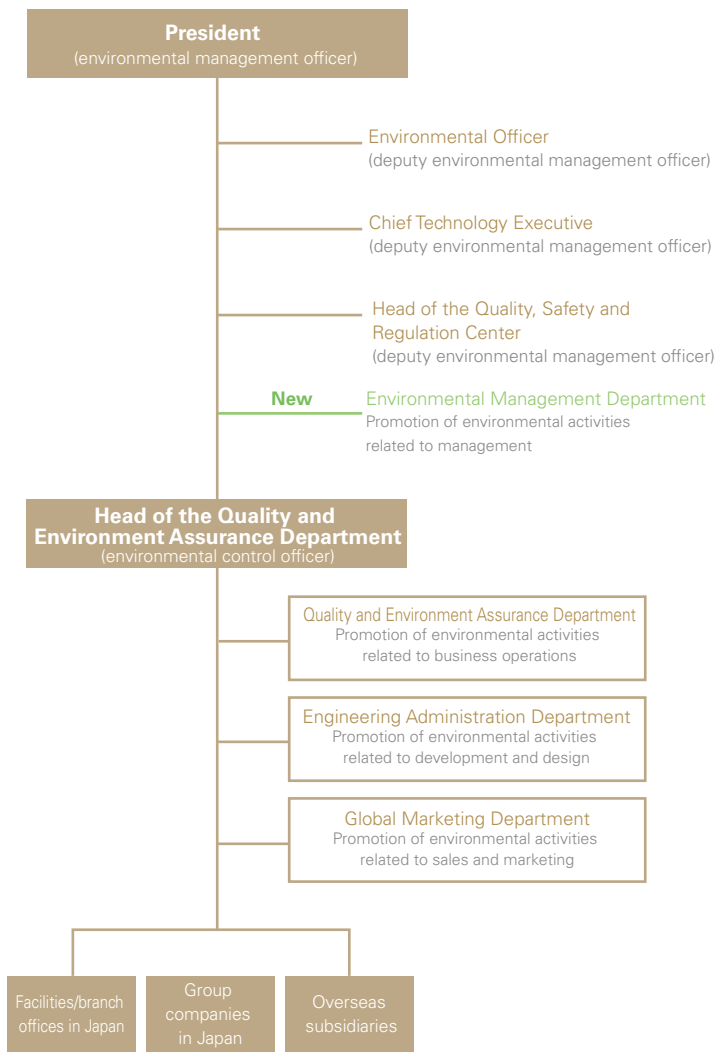 President
(environmental management officer)
Environmental Officer
(deputy environmental management officer)
Chief Technology Executive
(deputy environmental management officer)
Head of the Quality, Safety and
Regulation Center
(deputy environmental management officer)
New
Environmental Management Department
Promotion of environmental activities
related to management
Head of the Quality and
Environment Assurance Department
(environmental control officer)
Quality and Environment Assurance Department
Promotion of environmental activities
related to business operations
Engineering Administration Department
Promotion of environmental activities
related to development and design
Global Marketing Department
Promotion of environmental activities
related to sales and marketing
Facilities/branch
offices in Japan
Group
companies
in Japan
Overseas
subsidiaries